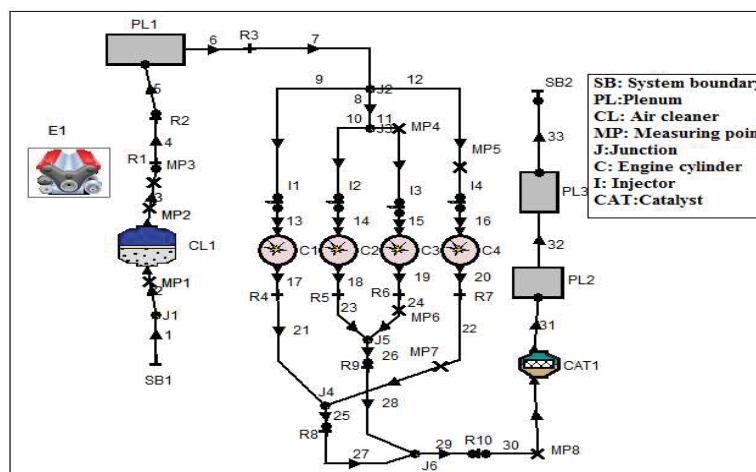 PL1
6
R3
7
5
R2
4
E1
R1
MP3
3
MP2
CL1
MP1
2
J1
1
SB1
9
8
J2
12
10
11
J3
MP4
MP5
I1
I2
I3
I4
13
14
15
16
C1
C2
C3
C4
17
18
19
20
R4
R5
R6
R7
23
24
MP6
21
22
J5
R9
26
MP7
J4
25
28
R8
27
J6
29
R10
30
MP8
CAT1
31
PL2
32
PL3
33
SB2
SB: System boundary
PL:Plenum
CL: Air cleaner
MP: Measuring poin
J:Junction
C: Engine cylinder
I: Injector
CAT:Catalyst